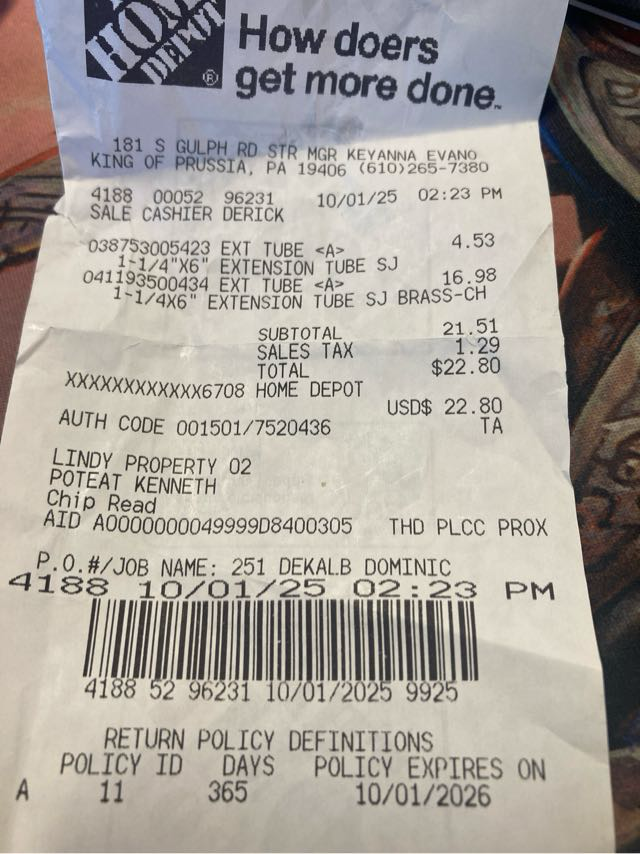 HOME
DEPOT
®
How doers
get more done™
181 S GULPH RD STR MGR KEYANNA EVANO
KING OF PRUSSIA, PA 19406 (610)265-7380
4188 00052 96231 10/01/25 02:23 PM
SALE CASHIER DERICK
038753005423 EXT TUBE <A> 4.53
1-1/4"X6" EXTENSION TUBE SJ
041193500434 EXT TUBE <A> 16.98
1-1/4X6" EXTENSION TUBE SJ BRASS-CH
SUBTOTAL 21.51
SALES TAX 1.29
TOTAL $22.80
XXXXXXXXXXXX6708 HOME DEPOT
USD$ 22.80
AUTH CODE 001501/7520436 TA
LINDY PROPERTY 02
POTEAT KENNETH
Chip Read
AID A0000000049999D8400305 THD PLCC PROX
P.O.#/JOB NAME: 251 DEKALB DOMINIC
4188 10/01/25 02:23 PM
4188 52 96231 10/01/2025 9925
RETURN POLICY DEFINITIONS
POLICY ID DAYS POLICY EXPIRES ON
A 11 365 10/01/2026